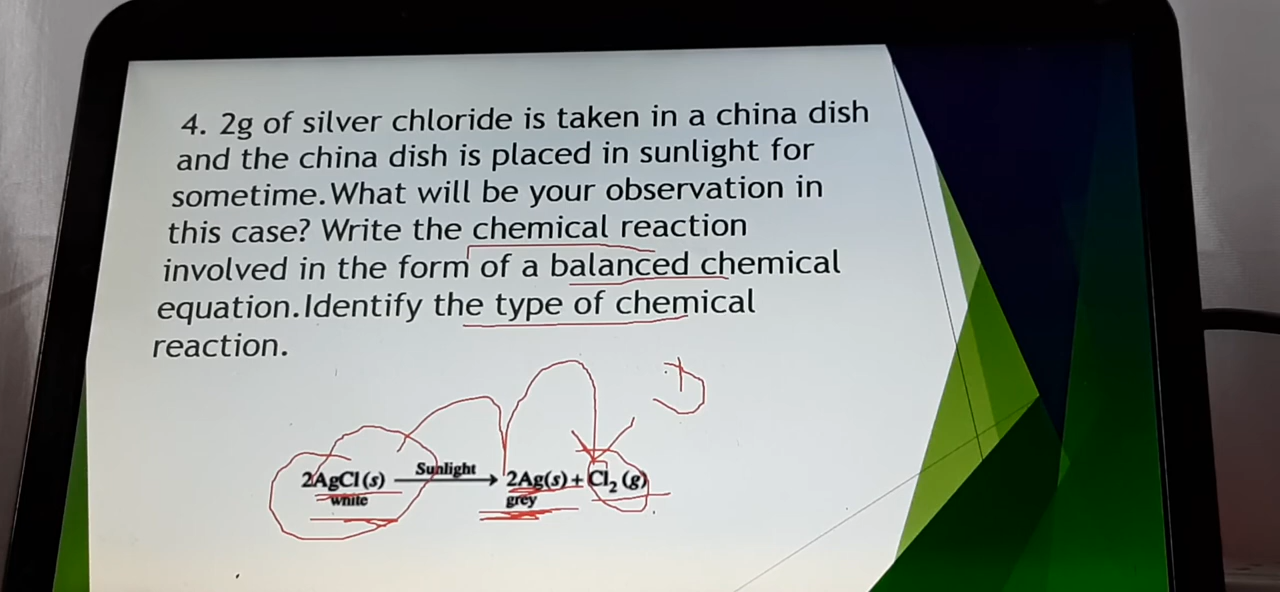 4. 2g of silver chloride is taken in a china dish
and the china dish is placed in sunlight for
sometime. What will be your observation in
this case? Write the chemical reaction
involved in the form of a balanced chemical
equation. Identify the type of chemical
reaction.
Sunlight
2AgCl(s) → 2Ag(s) + Cl₂ (g)
white grey